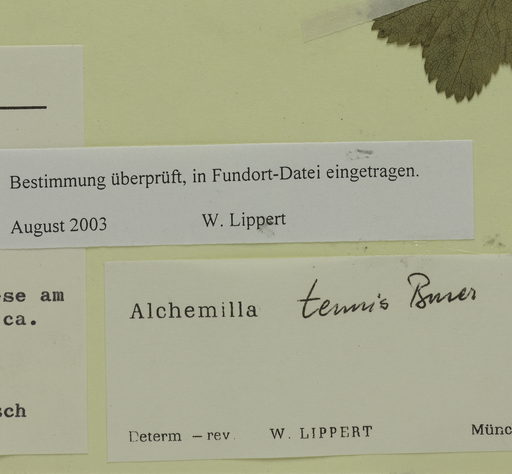 Bestimmung überprüft, in Fundort-Datei eingetragen.
August 2003 W. Lippert
se am
ca.
sch
Alchemilla tenuis Buser
Determ – rev. W. LIPPERT Münc